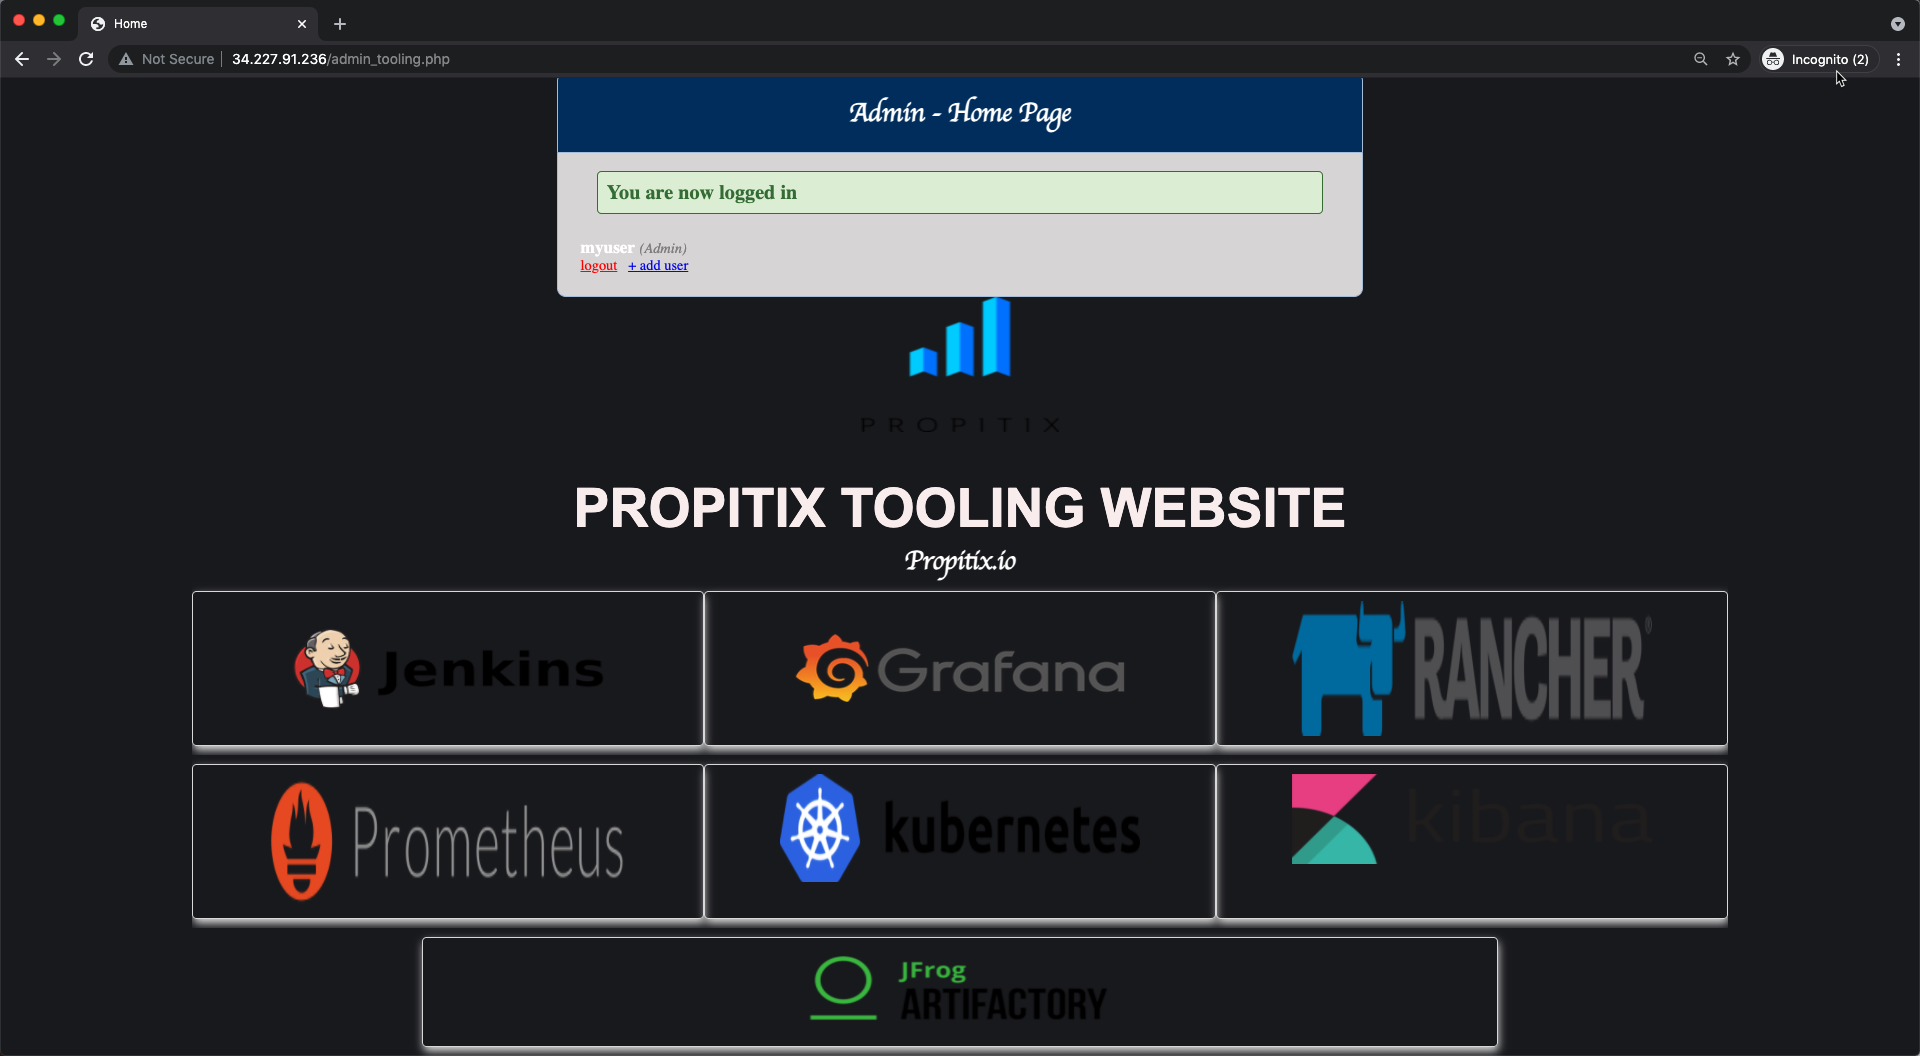 Home
Not Secure 34.227.91.236/admin_tooling.php
Incognito (2)
Admin - Home Page
You are now logged in
myuser (Admin)
logout + add user
PROPITIX
PROPITIX TOOLING WEBSITE
Propitix.io
Jenkins
Grafana
RANCHER®
Prometheus
kubernetes
kibana
JFrog
ARTIFACTORY